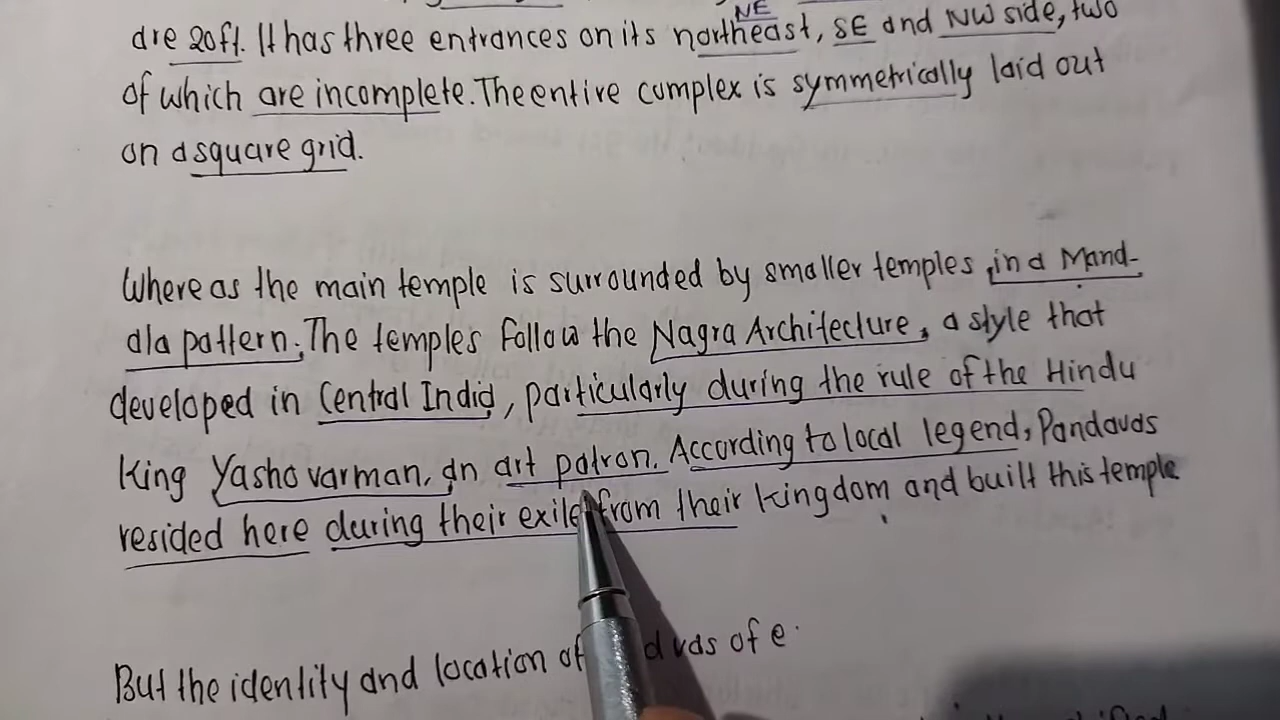 NE
are 20ft. It has three entrances on its northeast, SE and NW side, two
of which are incomplete. The entire complex is symmetrically laid out
on a square grid.
Where as the main temple is surrounded by smaller temples, in a Mand-
ala pattern. The temples follow the Nagra Architecture, a style that
developed in Central India, particularly during the rule of the Hindu
King Yashovarman, an art patron. According to local legend, Pandavas
resided here during their exile from their kingdom and built this temple
But the identity and location of
of e